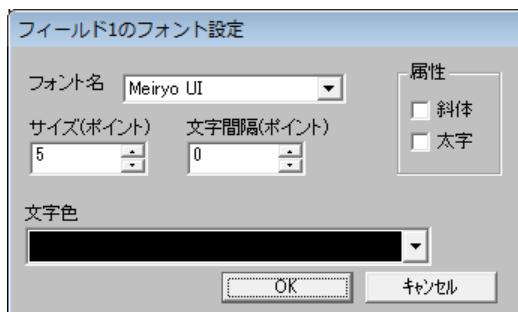 フィールド1のフォント設定
フォント名
Meiryo UI
属性
斜体
太字
サイズ(ポイント)
文字間隔(ポイント)
5
0
文字色
OK
キャンセル